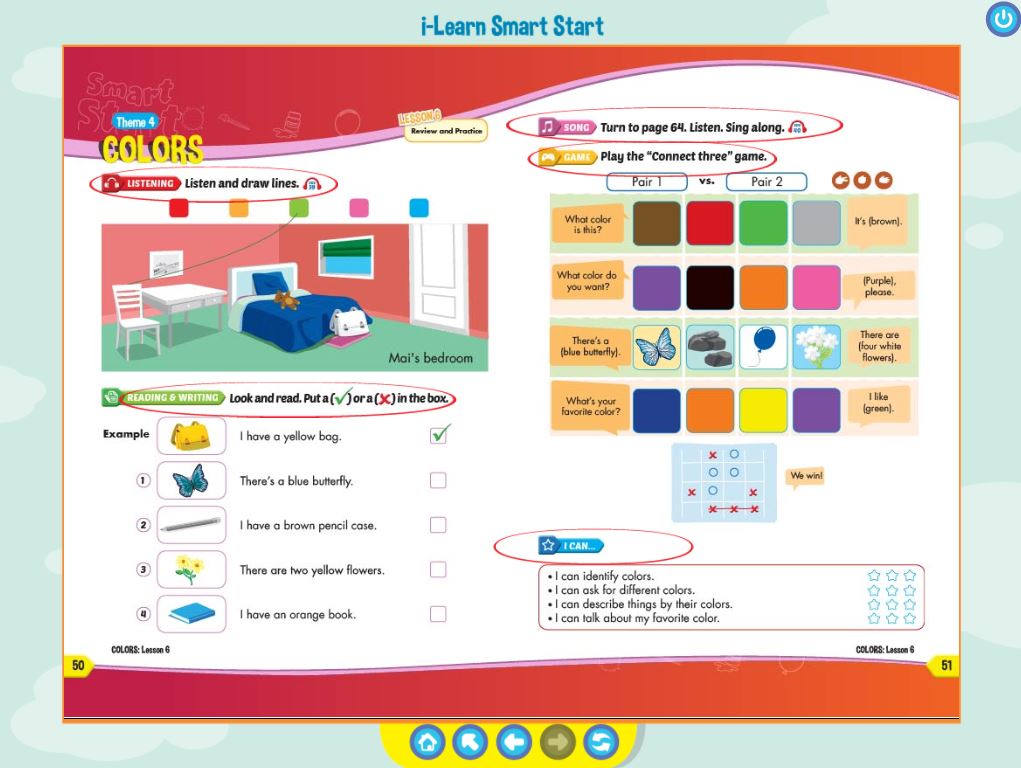 i-Learn Smart Start
Smart
Start
Theme 4
COLORS
LESSON 6
Review and Practice
LISTENING Listen and draw lines.
Mai's bedroom
READING & WRITING Look and read. Put a (✓) or a (✗) in the box.
Example
I have a yellow bag.
1 There's a blue butterfly.
2 I have a brown pencil case.
3 There are two yellow flowers.
4 I have an orange book.
COLORS: Lesson 6
50
SONG Turn to page 64. Listen. Sing along.
GAME Play the “Connect three” game.
Pair 1 vs. Pair 2
What color
is this?
It's (brown).
What color do
you want?
(Purple),
please.
There's a
(blue butterfly).
There are
(four white
flowers).
What's your
favorite color?
I like
(green).
We win!
I CAN...
• I can identify colors.
• I can ask for different colors.
• I can describe things by their colors.
• I can talk about my favorite color.
COLORS: Lesson 6
51